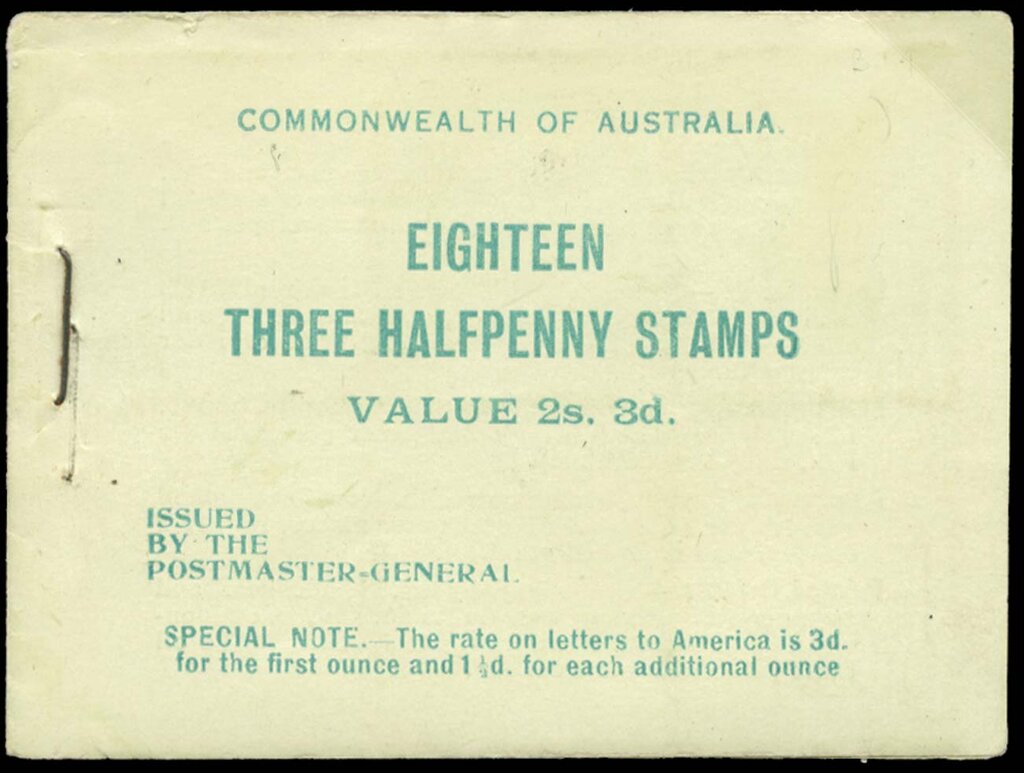 COMMONWEALTH OF AUSTRALIA.
EIGHTEEN
THREE HALFPENNY STAMPS
VALUE 2s. 3d.
ISSUED
BY THE
POSTMASTER-GENERAL
SPECIAL NOTE.—The rate on letters to America is 3d.
for the first ounce and 1½d. for each additional ounce